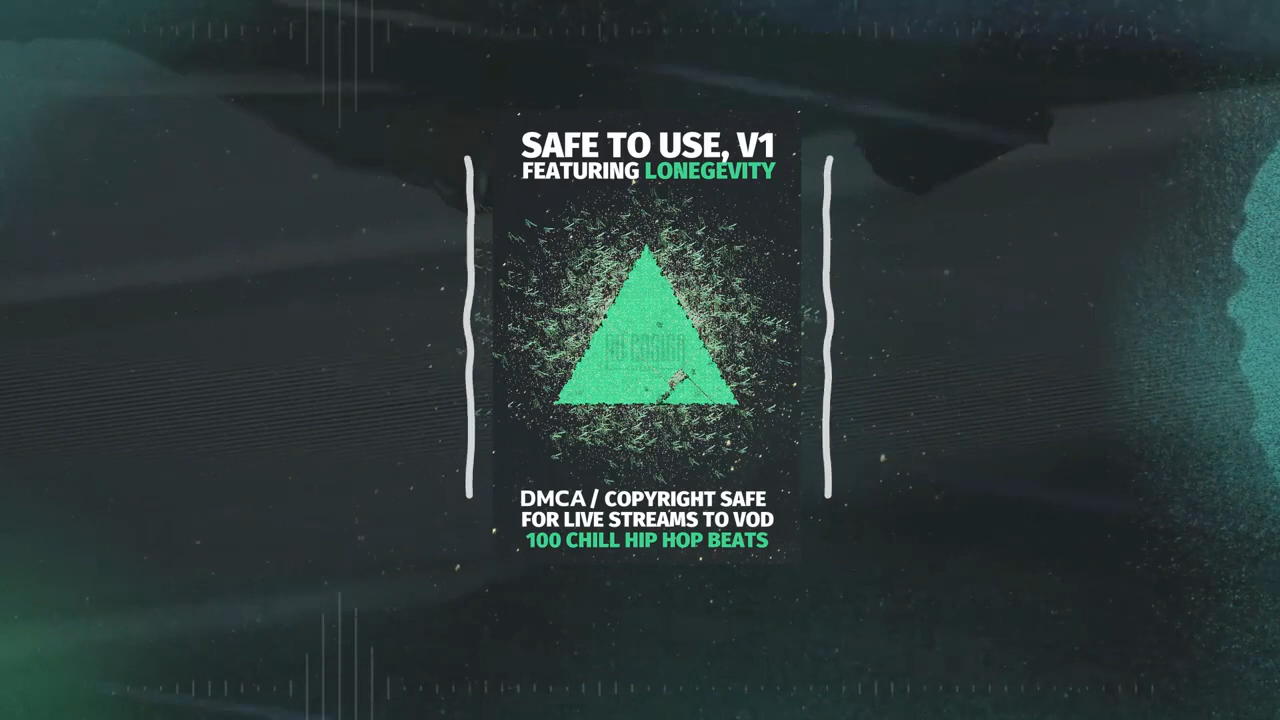 SAFE TO USE, V1
FEATURING LONEGEVITY
DMCA / COPYRIGHT SAFE
FOR LIVE STREAMS TO VOD
100 CHILL HIP HOP BEATS